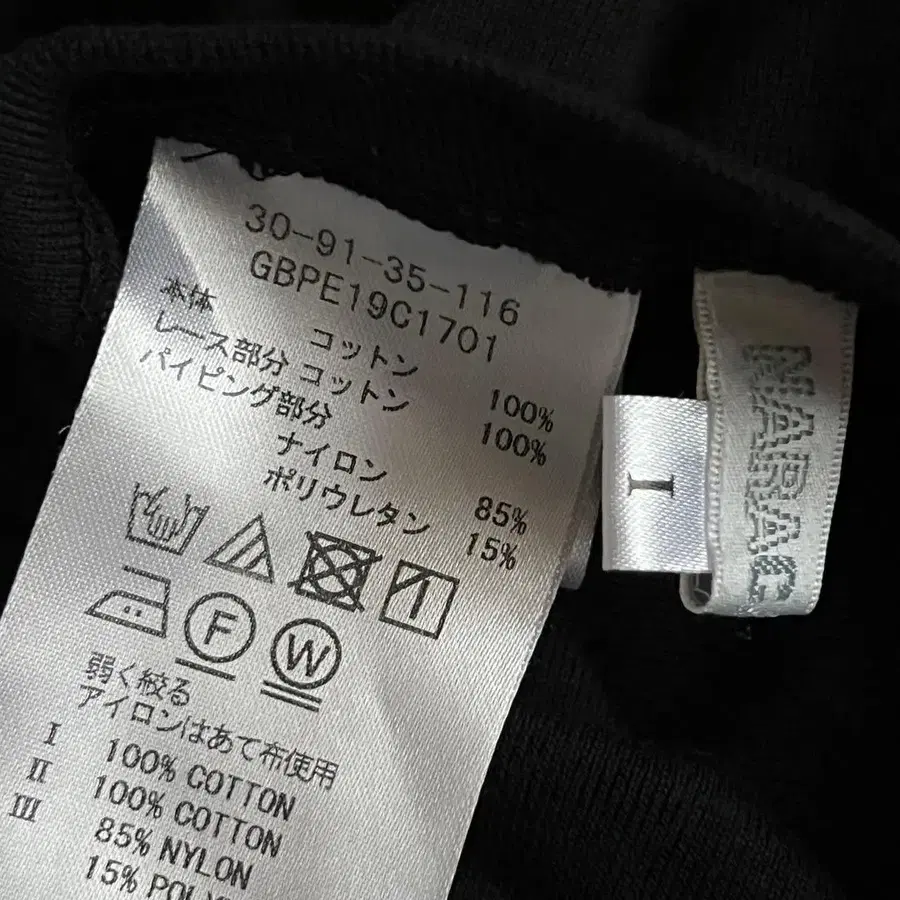 30-91-35-116
GBPE19C1701
本体 コットン 100%
レース部分 コットン 100%
パイピング部分
ナイロン 85%
ポリウレタン 15%
F
W
弱く絞る
アイロンはあて布使用
I 100% COTTON
II 100% COTTON
III 85% NYLON
15% POLY
I
NARAC